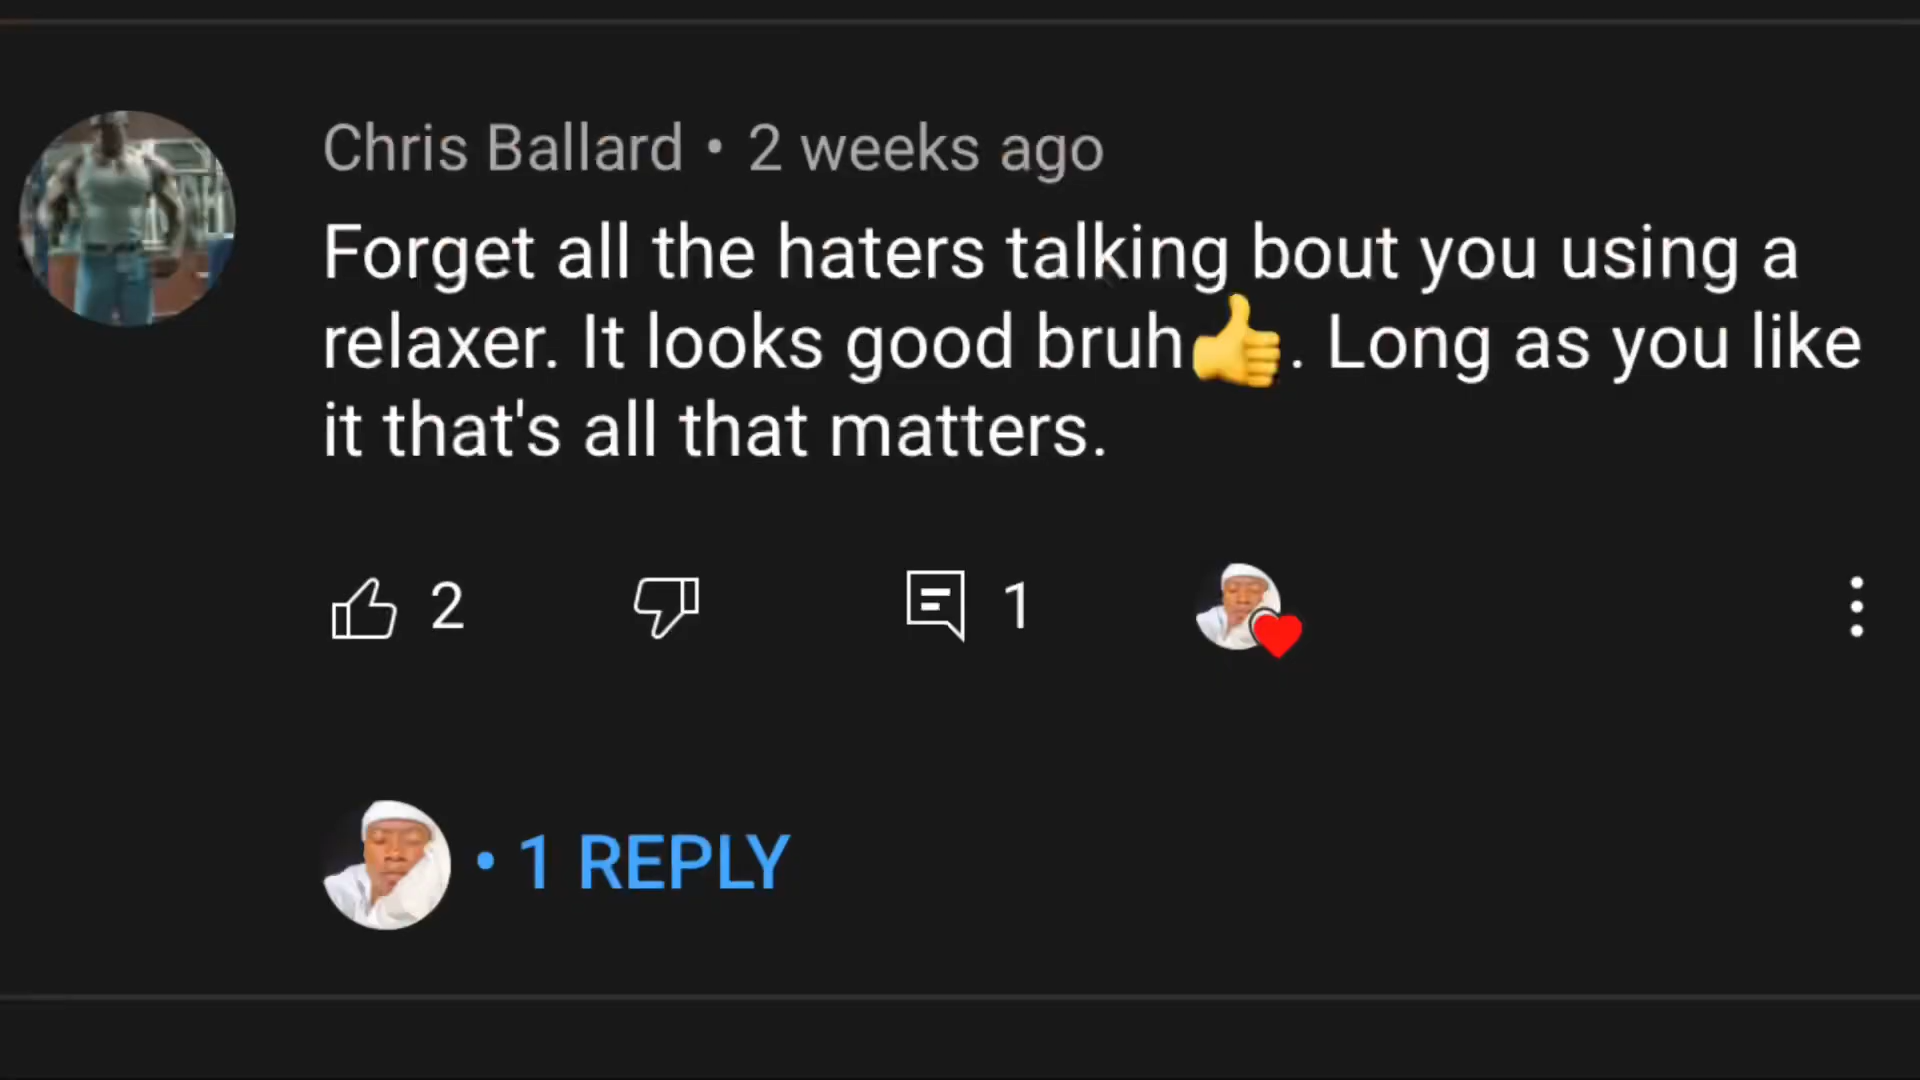 Chris Ballard • 2 weeks ago
Forget all the haters talking bout you using a
relaxer. It looks good bruh👍. Long as you like
it that's all that matters.
2 1
• 1 REPLY